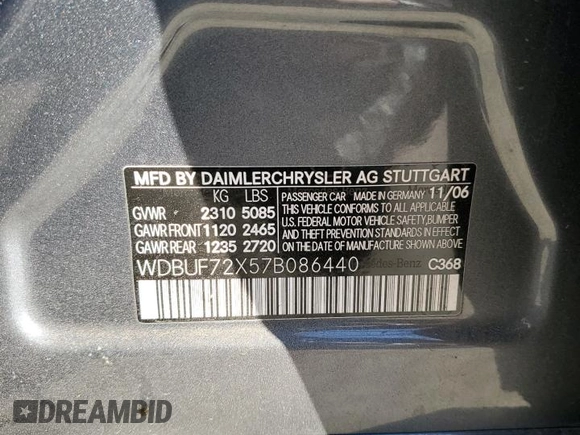 MFD BY DAIMLERCHRYSLER AG STUTTGART
KG LBS
GVWR 2310 5085
GAWR FRONT 1120 2465
GAWR REAR 1235 2720
PASSENGER CAR MADE IN GERMANY 11/06
THIS VEHICLE CONFORMS TO ALL APPLICABLE
U.S. FEDERAL MOTOR VEHICLE SAFETY, BUMPER
AND THEFT PREVENTION STANDARDS IN EFFECT
ON THE DATE OF MANUFACTURE SHOWN ABOVE.
WDBUF72X57B086440 Mercedes-Benz C368
DREAMBID